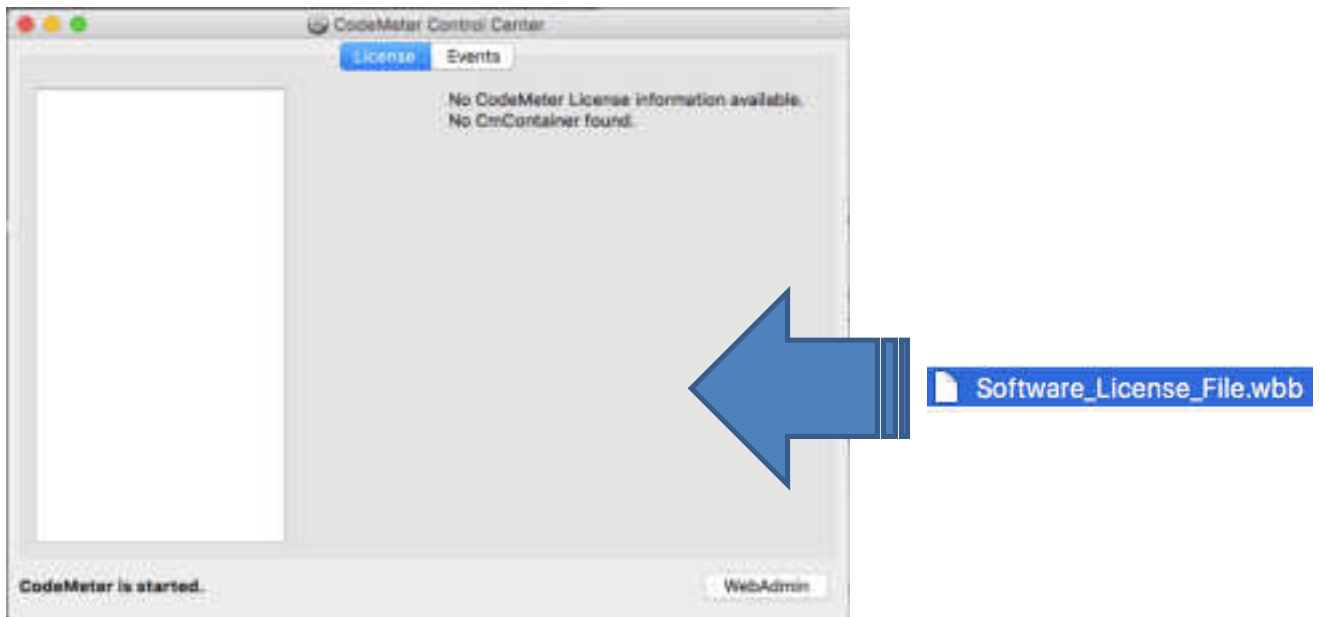 CodeMeter Control Center
License Events
No CodeMeter License information available.
No CmContainer found.
Software_License_File.wbb
CodeMeter is started.
WebAdmin